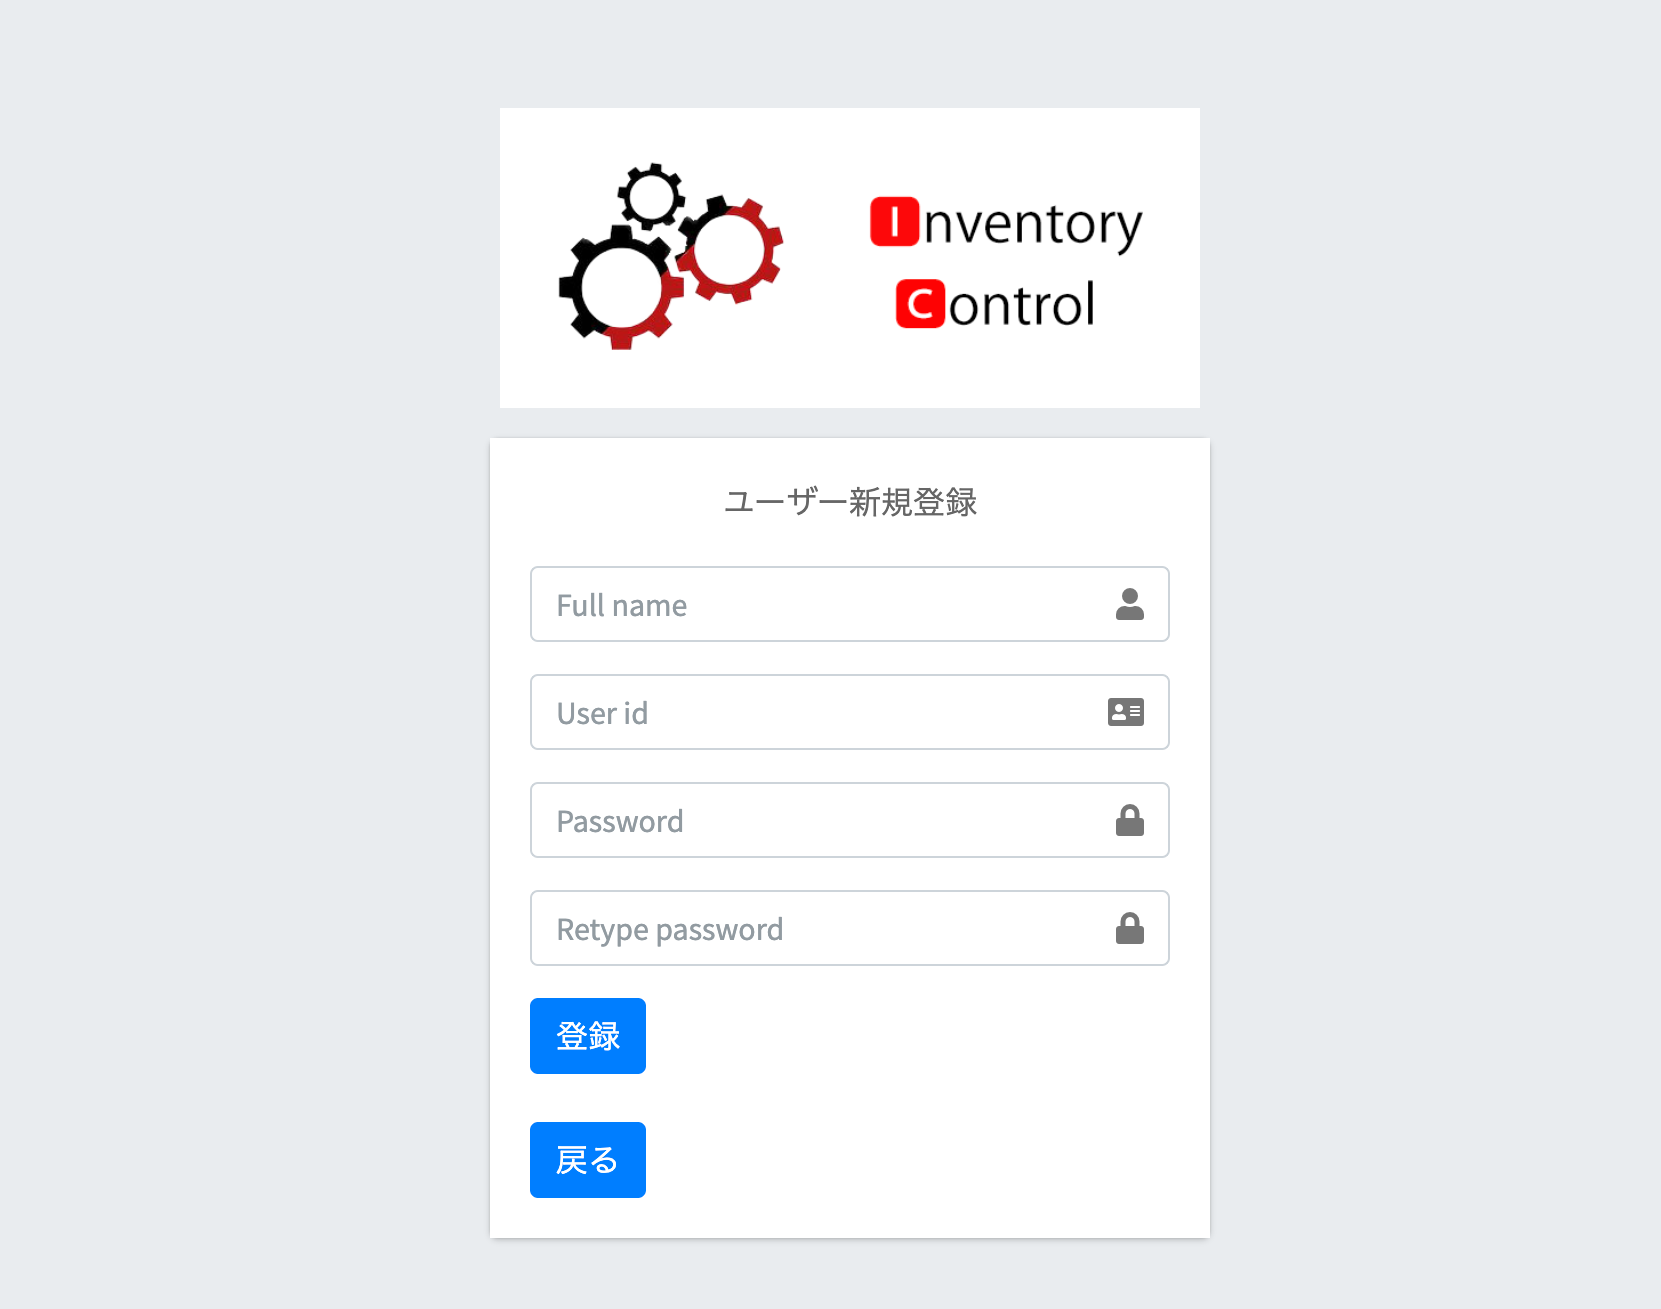 Inventory
Control
ユーザー新規登録
Full name
User id
Password
Retype password
登録
戻る